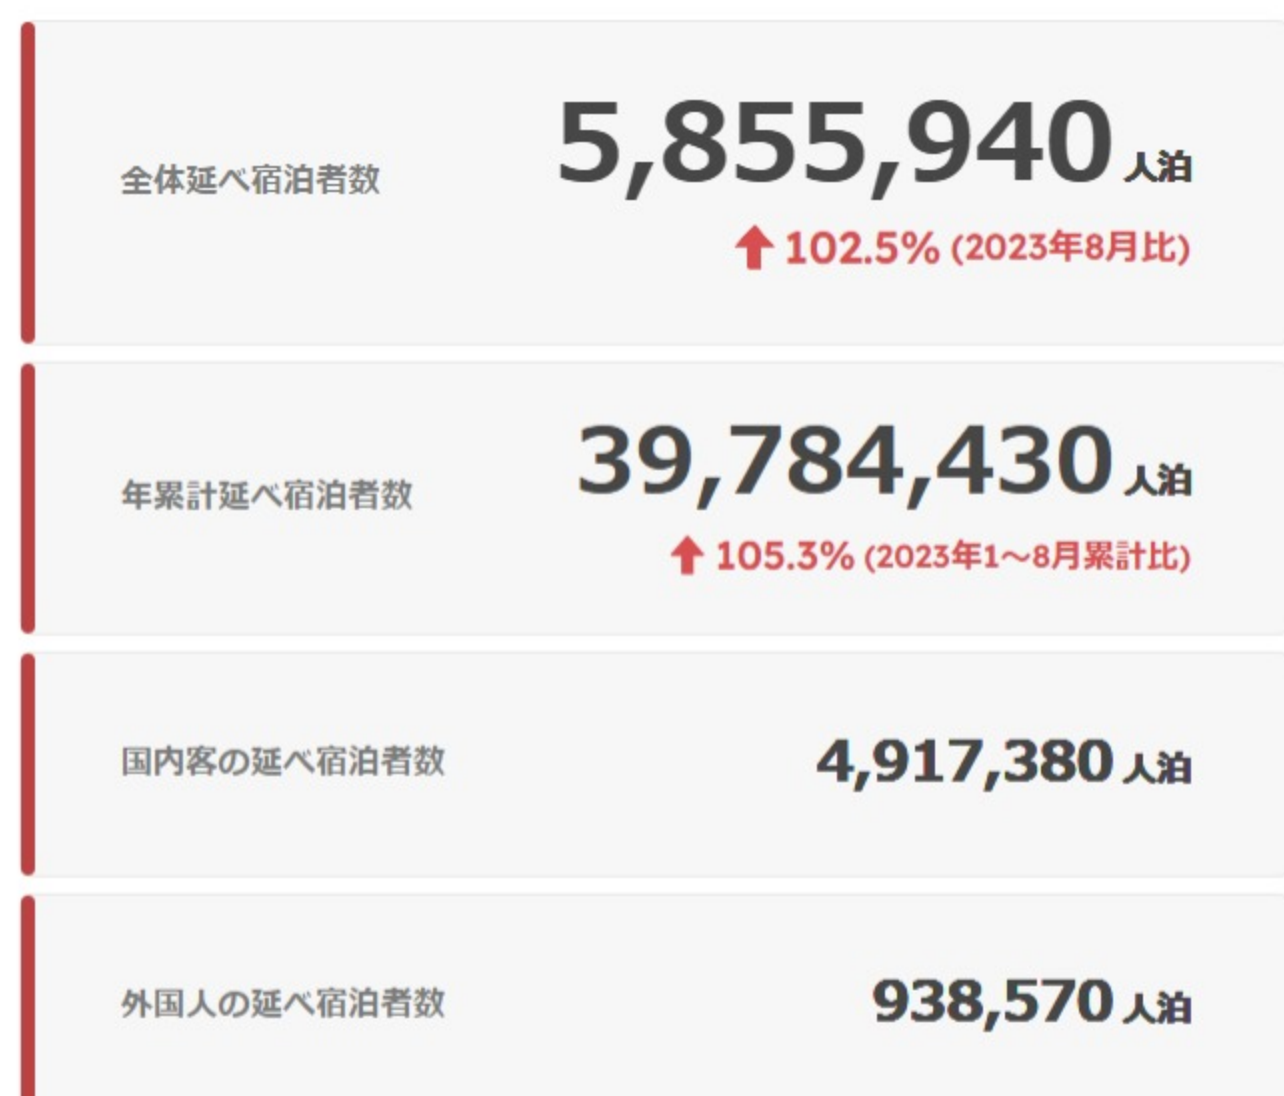 全体延べ宿泊者数
5,855,940 人泊
102.5% (2023年8月比)
年累計延べ宿泊者数
39,784,430 人泊
105.3% (2023年1～8月累計比)
国内客の延べ宿泊者数
4,917,380 人泊
外国人の延べ宿泊者数
938,570 人泊